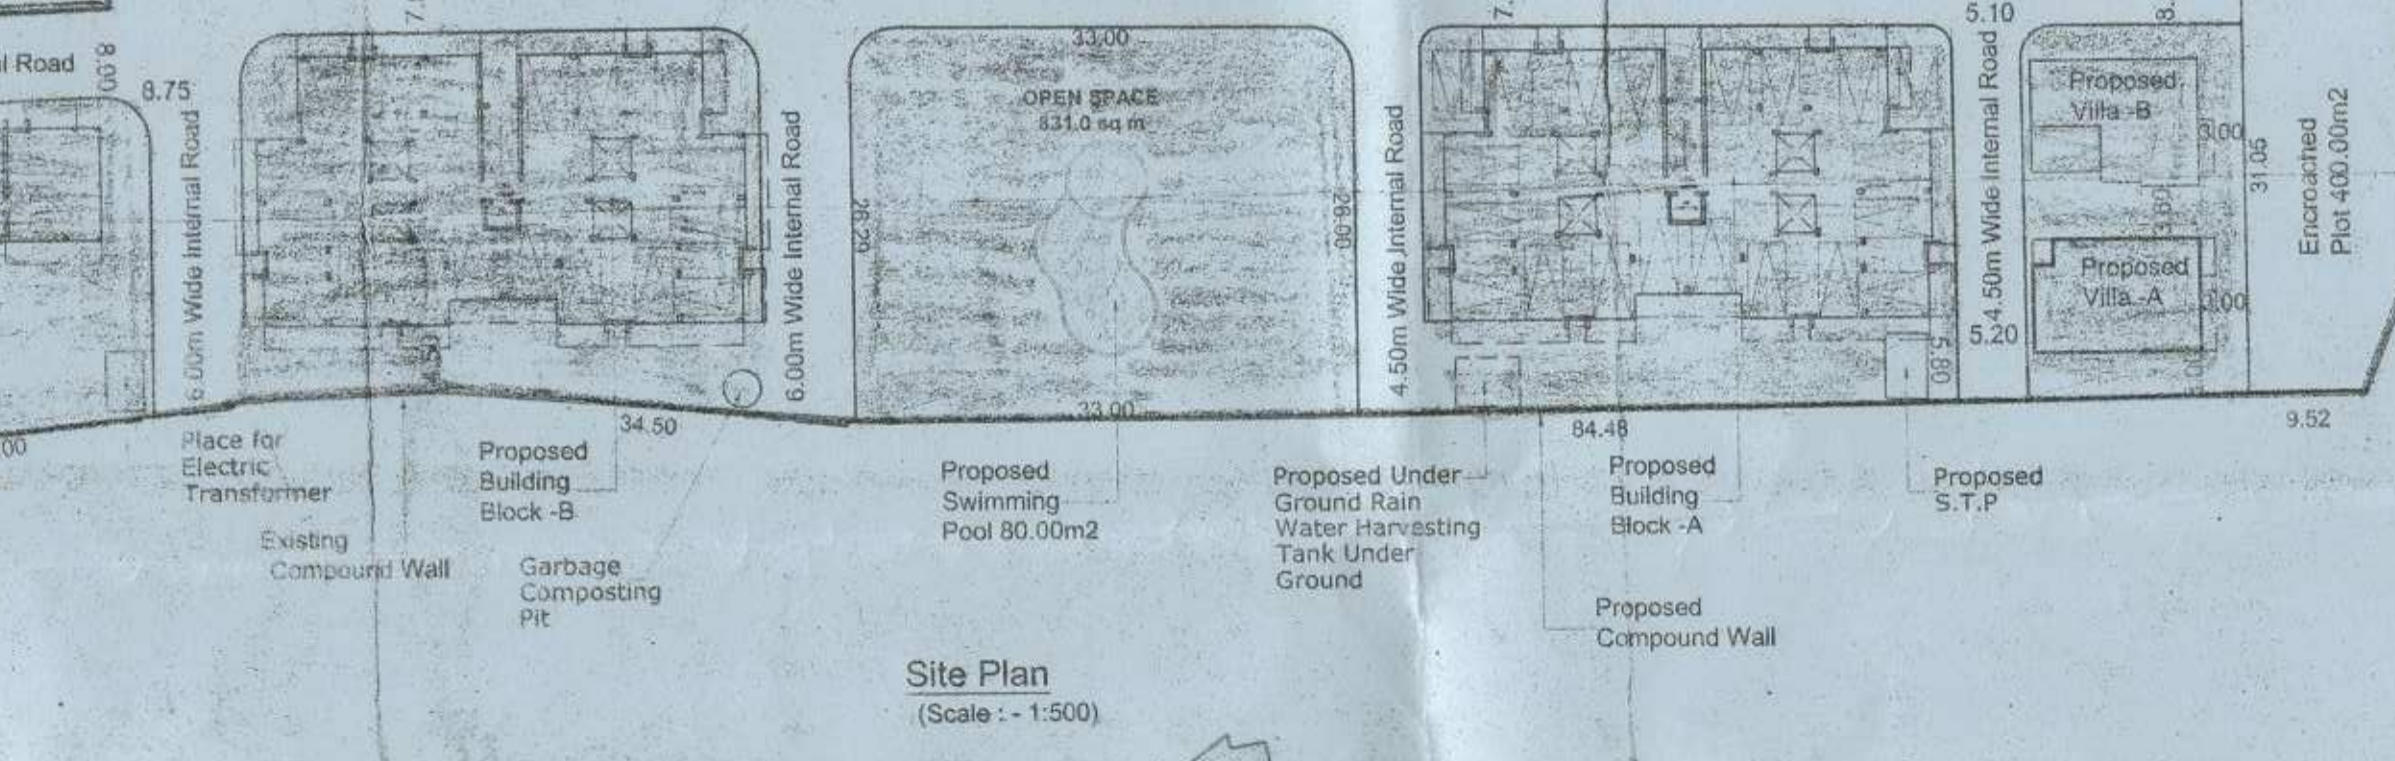 l Road
8.00
8.75
6.00m Wide Internal Road
6.00m Wide Internal Road
33.00
OPEN SPACE
831.0 sq m
26.29
26.00
33.00
4.50m Wide Internal Road
5.10
4.50m Wide Internal Road
5.20
5.80
Proposed
Villa -B
3.00
3.60
31.05
Proposed
Villa -A
3.00
Encroached
Plot 400.00m2
00
34.50
84.48
9.52
Place for
Electric
Transformer
Existing
Compound Wall
Proposed
Building
Block -B
Garbage
Composting
Pit
Proposed
Swimming
Pool 80.00m2
Proposed Under
Ground Rain
Water Harvesting
Tank Under
Ground
Proposed
Building
Block -A
Proposed
S.T.P
Proposed
Compound Wall
Site Plan
(Scale : - 1:500)